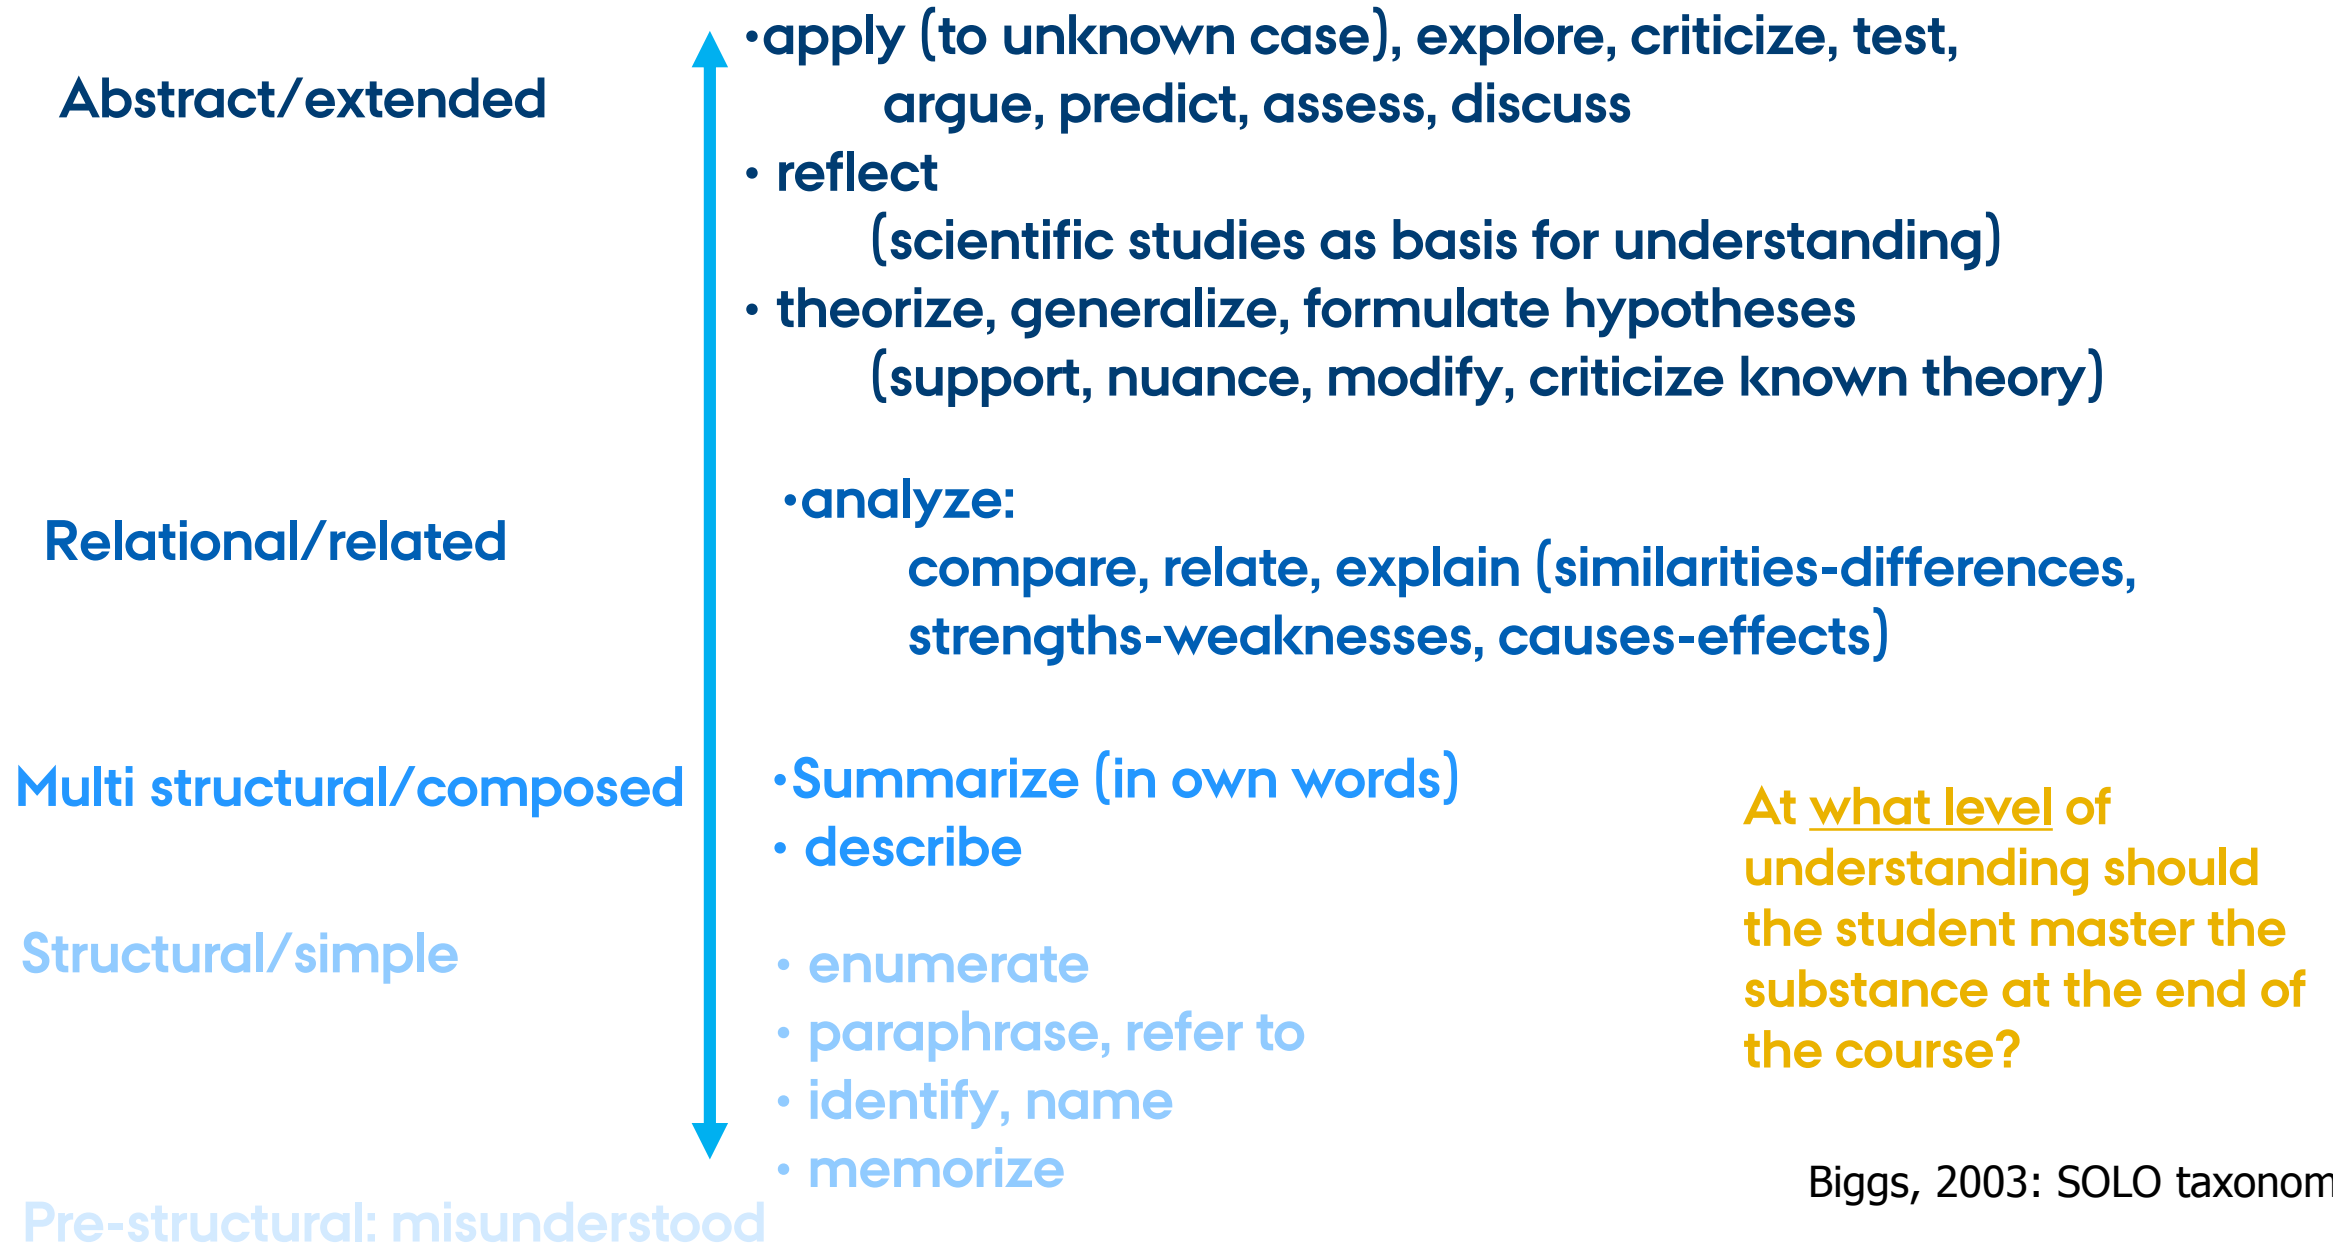 Abstract/extended
•apply (to unknown case), explore, criticize, test,
argue, predict, assess, discuss
• reflect
(scientific studies as basis for understanding)
• theorize, generalize, formulate hypotheses
(support, nuance, modify, criticize known theory)
Relational/related
•analyze:
compare, relate, explain (similarities-differences,
strengths-weaknesses, causes-effects)
Multi structural/composed
•Summarize (in own words)
• describe
Structural/simple
• enumerate
• paraphrase, refer to
• identify, name
• memorize
Pre-structural: misunderstood
At what level of
understanding should
the student master the
substance at the end of
the course?
Biggs, 2003: SOLO taxonom